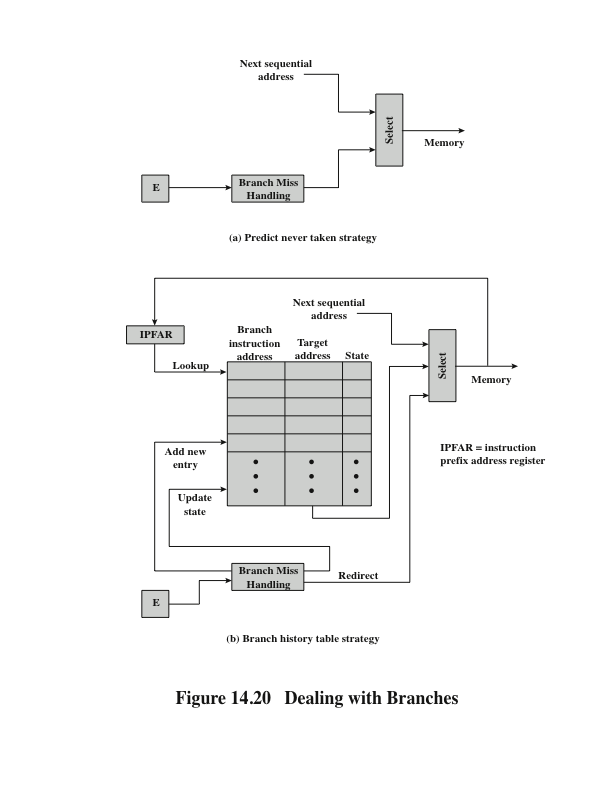 Next sequential
address
Select
Memory
E
Branch Miss
Handling
(a) Predict never taken strategy
Next sequential
address
IPFAR
Branch
instruction
address
Target
address
State
Lookup
Select
Memory
IPFAR = instruction
prefix address register
Add new
entry
Update
state
Branch Miss
Handling
Redirect
E
(b) Branch history table strategy
Figure 14.20 Dealing with Branches